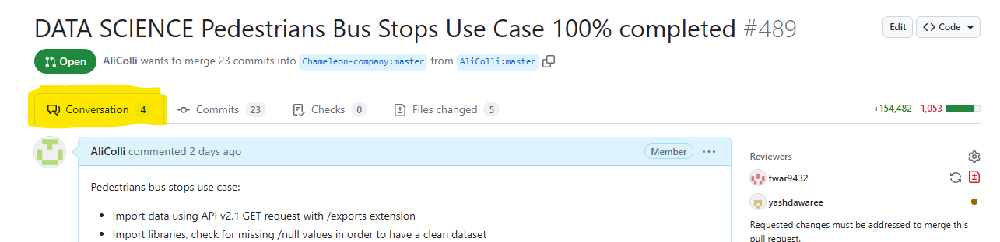 DATA SCIENCE Pedestrians Bus Stops Use Case 100% completed #489
Edit
Code
Open
AliColli wants to merge 23 commits into Chameleon-company:master from AliColli:master
Conversation 4
Commits 23
Checks 0
Files changed 5
+154,482 −1,053
AliColli commented 2 days ago
Member
Pedestrians bus stops use case:
• Import data using API v2.1 GET request with /exports extension
• Import libraries, check for missing /null values in order to have a clean dataset
Reviewers
twar9432
yashdawaree
Requested changes must be addressed to merge this
pull request.